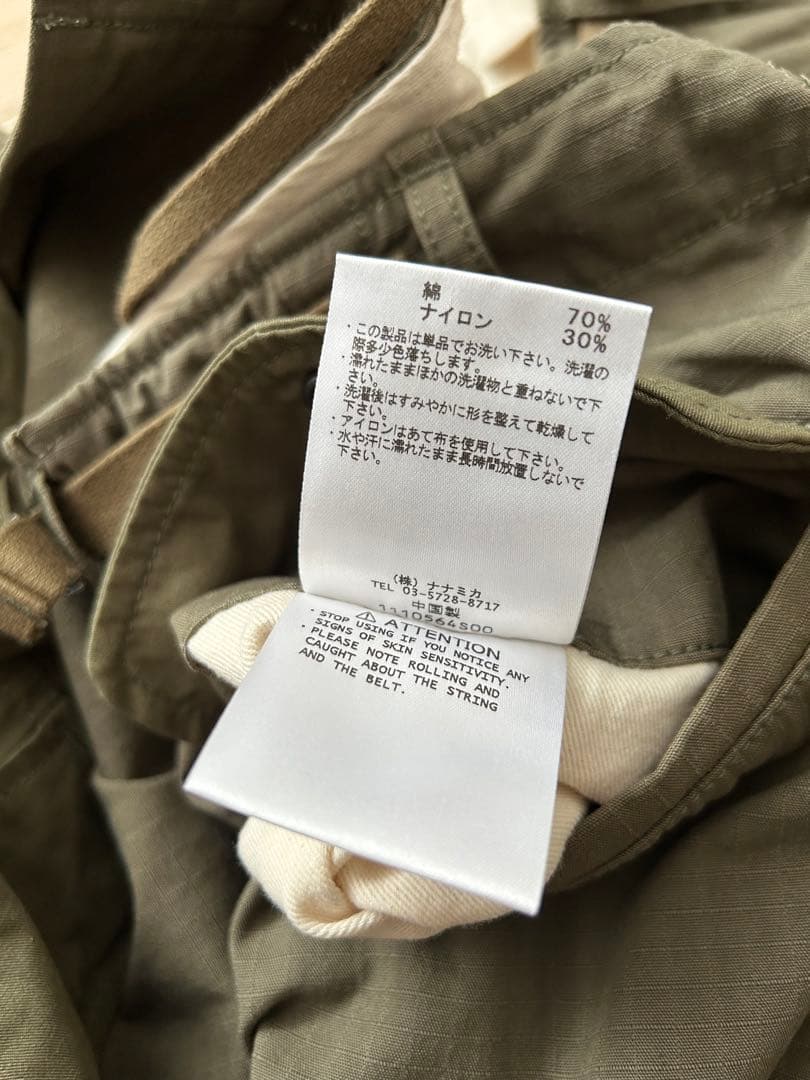 綿 70%
ナイロン 30%
・この製品は単品でお洗い下さい。洗濯の
際多少色落ちします。
・濡れたままほかの洗濯物と重ねないで下
さい。
・洗濯後はすみやかに形を整えて乾燥して
下さい。
・アイロンはあて布を使用して下さい。
・水や汗に濡れたまま長時間放置しないで
下さい。
(株) ナナミカ
TEL 03-5728-8717
中国製
1110564S00
⚠ ATTENTION
・STOP USING IF YOU NOTICE ANY
SIGNS OF SKIN SENSITIVITY.
・PLEASE NOTE ROLLING AND
CAUGHT ABOUT THE STRING
AND THE BELT.